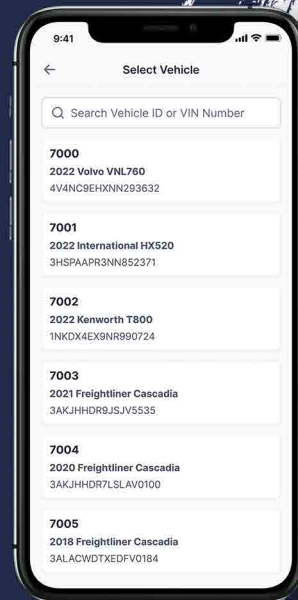 9:41
Select Vehicle
Search Vehicle ID or VIN Number
7000
2022 Volvo VNL760
4V4NC9EHXNN293632
7001
2022 International HX520
3HSPAAPR3NN852371
7002
2022 Kenworth T800
1NKDX4EX9NR990724
7003
2021 Freightliner Cascadia
3AKJHHDR9JSJV5535
7004
2020 Freightliner Cascadia
3AKJHHDR7LSLAV0100
7005
2018 Freightliner Cascadia
3ALACWDTXEDFV0184